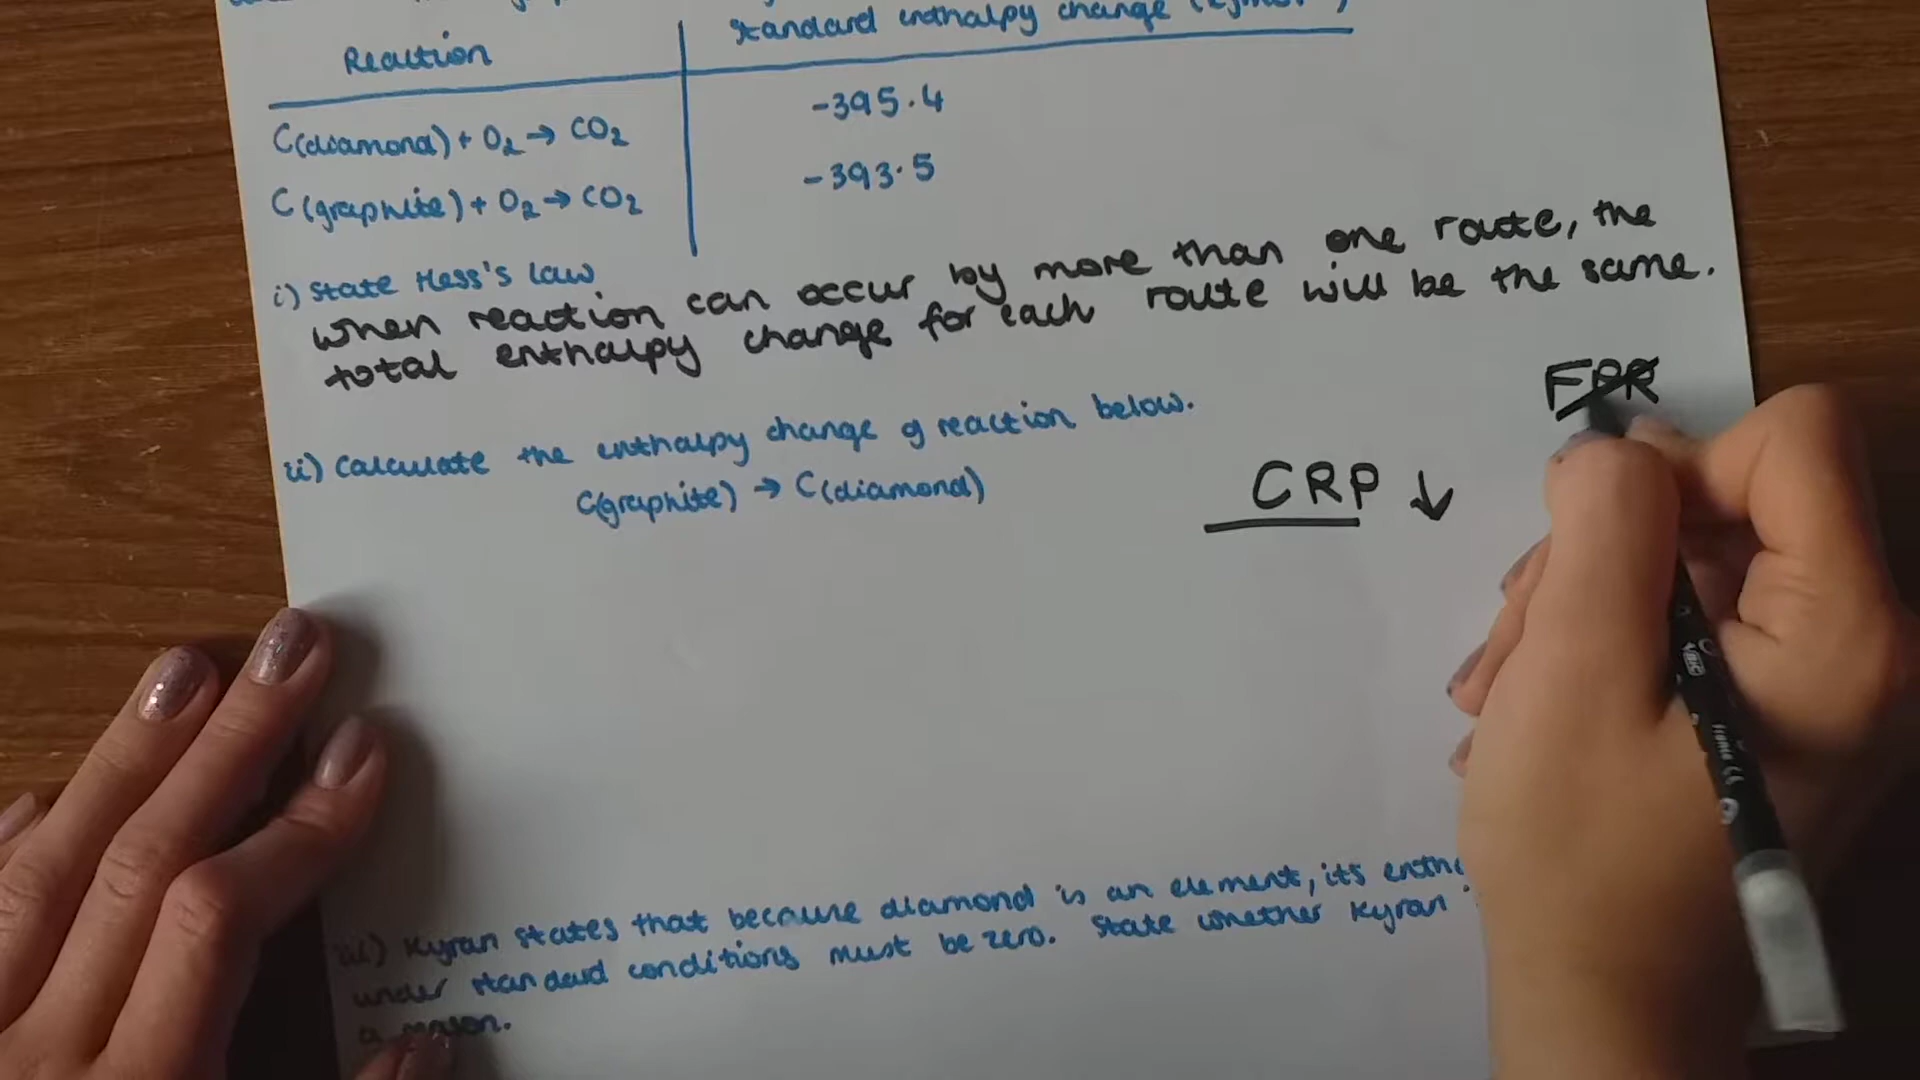 standard enthalpy change
Reaction
C(diamond) + O₂ → CO₂
-395.4
C(graphite) + O₂ → CO₂
-393.5
i) State Hess's law
when reaction can occur by more than one route, the
total enthalpy change for each route will be the same.
FPR
ii) Calculate the enthalpy change of reaction below.
C(graphite) → C(diamond)
CRP ↓
iii) Kyran states that because diamond is an element, its
under standard conditions must be zero. State whether Kyran
a reason.
BIC